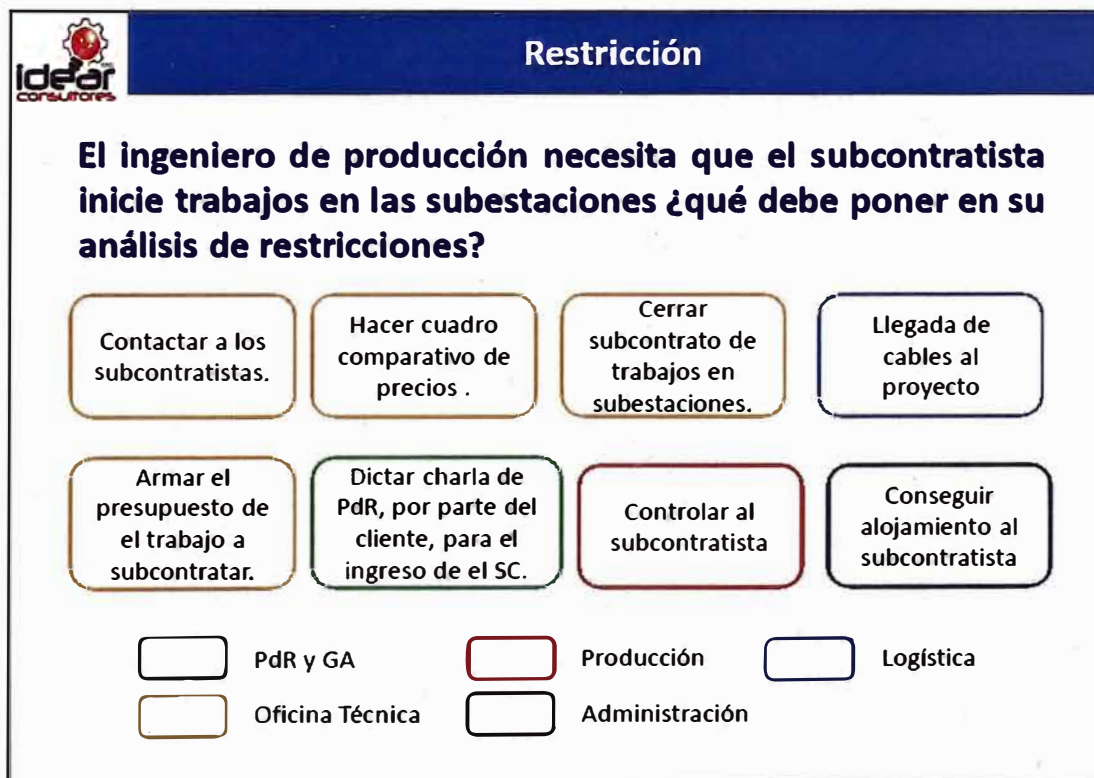 idear
consultores
Restricción
El ingeniero de producción necesita que el subcontratista
inicie trabajos en las subestaciones ¿qué debe poner en su
análisis de restricciones?
Contactar a los
subcontratistas.
Hacer cuadro
comparativo de
precios .
Cerrar
subcontrato de
trabajos en
subestaciones.
Llegada de
cables al
proyecto
Armar el
presupuesto de
el trabajo a
subcontratar.
Dictar charla de
PdR, por parte del
cliente, para el
ingreso de el SC.
Controlar al
subcontratista
Conseguir
alojamiento al
subcontratista
PdR y GA
Producción
Logística
Oficina Técnica
Administración